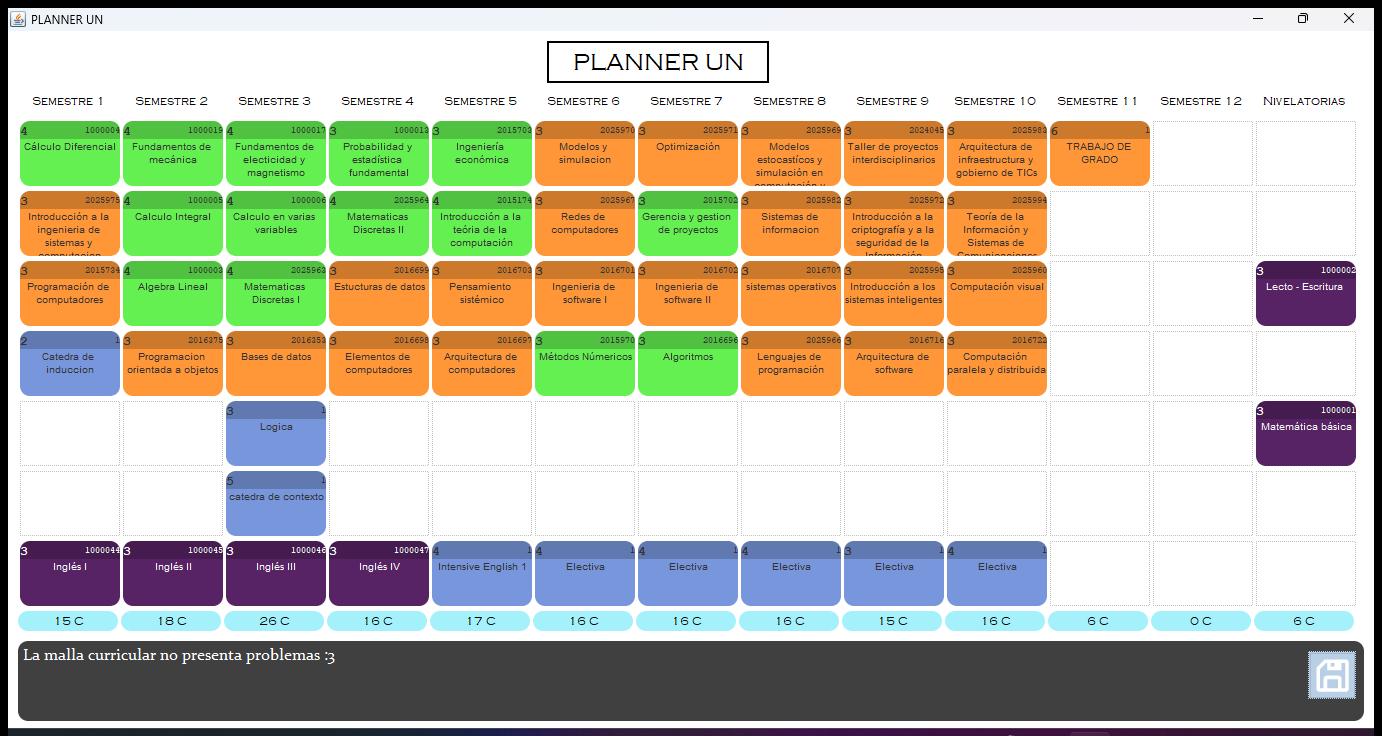 PLANNER UN
PLANNER UN
Semestre 1 Semestre 2 Semestre 3 Semestre 4 Semestre 5 Semestre 6 Semestre 7 Semestre 8 Semestre 9 Semestre 10 Semestre 11 Semestre 12 Nivelatorias
4 1000004
Cálculo Diferencial
4 1000019
Fundamentos de
mecánica
4 1000017
Fundamentos de
electicidad y
magnetismo
4 1000013
Probabilidad y
estadística
fundamental
3 2015703
Ingeniería
económica
3 2025970
Modelos y
simulacion
3 2025971
Optimización
3 2025969
Modelos
estocastícos y
simulación en
computación y
3 2024045
Taller de proyectos
interdisciplinarios
3 2025983
Arquitectura de
infraestructura y
gobierno de TICs
6 1
TRABAJO DE
GRADO
3 2025975
Introducción a la
ingenieria de
sistemas y
computacion
4 1000005
Calculo Integral
4 1000006
Calculo en varias
variables
4 2025964
Matematicas
Discretas II
4 2015174
Introducción a la
teória de la
computación
3 2025967
Redes de
computadores
3 2015702
Gerencia y gestion
de proyectos
3 2025982
Sistemas de
informacion
3 2025972
Introducción a la
criptografía y a la
seguridad de la
Información
3 2025994
Teoría de la
Información y
Sistemas de
Comunicaciones
3 2015734
Programación de
computadores
4 1000003
Algebra Lineal
4 2025963
Matematicas
Discretas I
3 2016699
Estucturas de datos
3 2016703
Pensamiento
sistémico
3 2016701
Ingenieria de
software I
3 2016702
Ingenieria de
software II
3 2016707
sistemas operativos
3 2025995
Introducción a los
sistemas inteligentes
3 2025960
Computación visual
3 1000002
Lecto - Escritura
2 1
Catedra de
induccion
3 2016375
Programacion
orientada a objetos
3 2016353
Bases de datos
3 2016698
Elementos de
computadores
3 2016697
Arquitectura de
computadores
3 2015970
Métodos Númericos
3 2016696
Algoritmos
3 2025966
Lenguajes de
programación
3 2016716
Arquitectura de
software
3 2016722
Computación
paralela y distribuida
3 1
Logica
3 1000001
Matemática básica
5 1
catedra de contexto
3 1000044
Inglés I
3 1000045
Inglés II
3 1000046
Inglés III
3 1000047
Inglés IV
4 1
Intensive English 1
4 1
Electiva
4 1
Electiva
4 1
Electiva
3 1
Electiva
4 1
Electiva
15 C 18 C 26 C 16 C 17 C 16 C 16 C 16 C 15 C 16 C 6 C 0 C 6 C
La malla curricular no presenta problemas :3